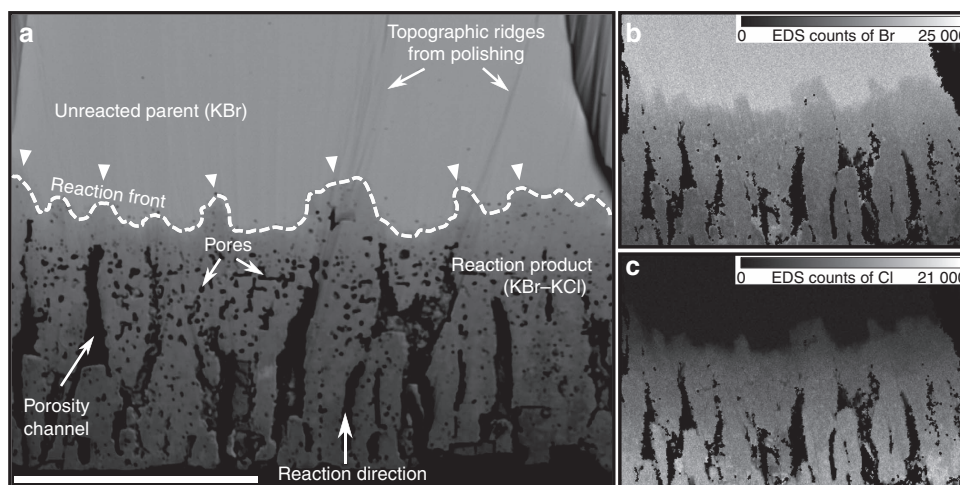 a
Topographic ridges
from polishing
Unreacted parent (KBr)
Reaction front
Pores
Reaction product
(KBr–KCl)
Porosity
channel
Reaction direction
b
0 EDS counts of Br 25 000
c
0 EDS counts of Cl 21 000